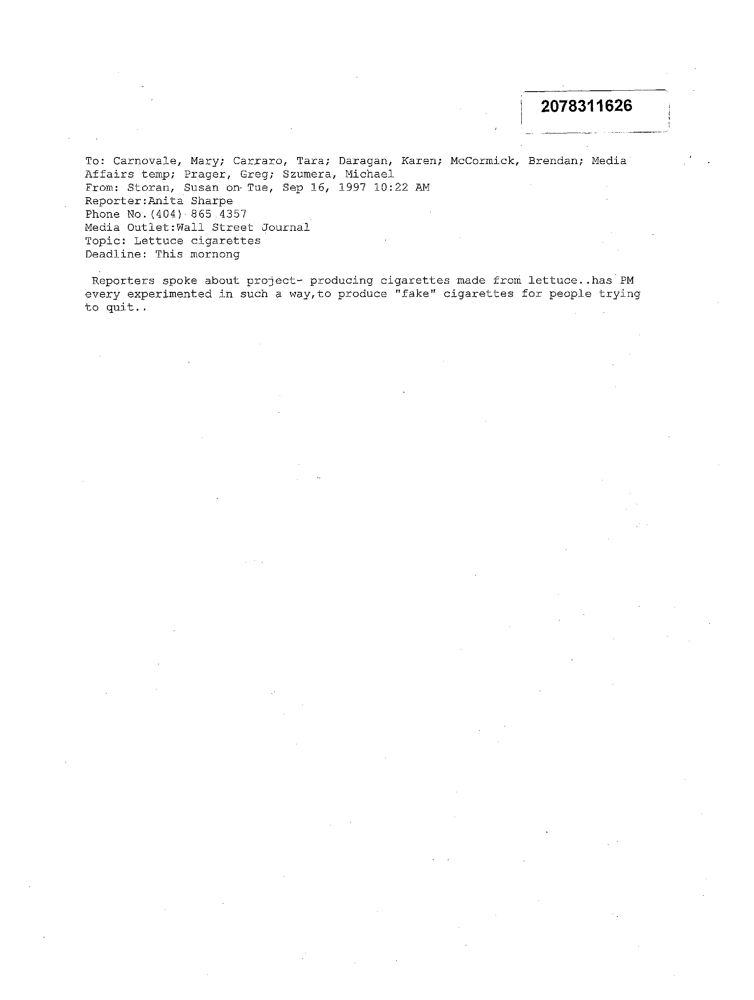 2078311626
To: Carnovale, Mary; Carraro, Tara; Daragan, Karen; McCormick, Brendan; Media
Affairs temp; Prager, Greg; Szumera, Michael
From: Storan, Susan on Tue, Sep 16, 1997 10:22 AM
Reporter:Anita Sharpe
Phone No.(404) 865 4357
Media Outlet:Wall Street Journal
Topic: Lettuce cigarettes
Deadline: This mornong
Reporters spoke about project- producing cigarettes made from lettuce..has PM
every experimented in such a way,to produce "fake" cigarettes for people trying
to quit..